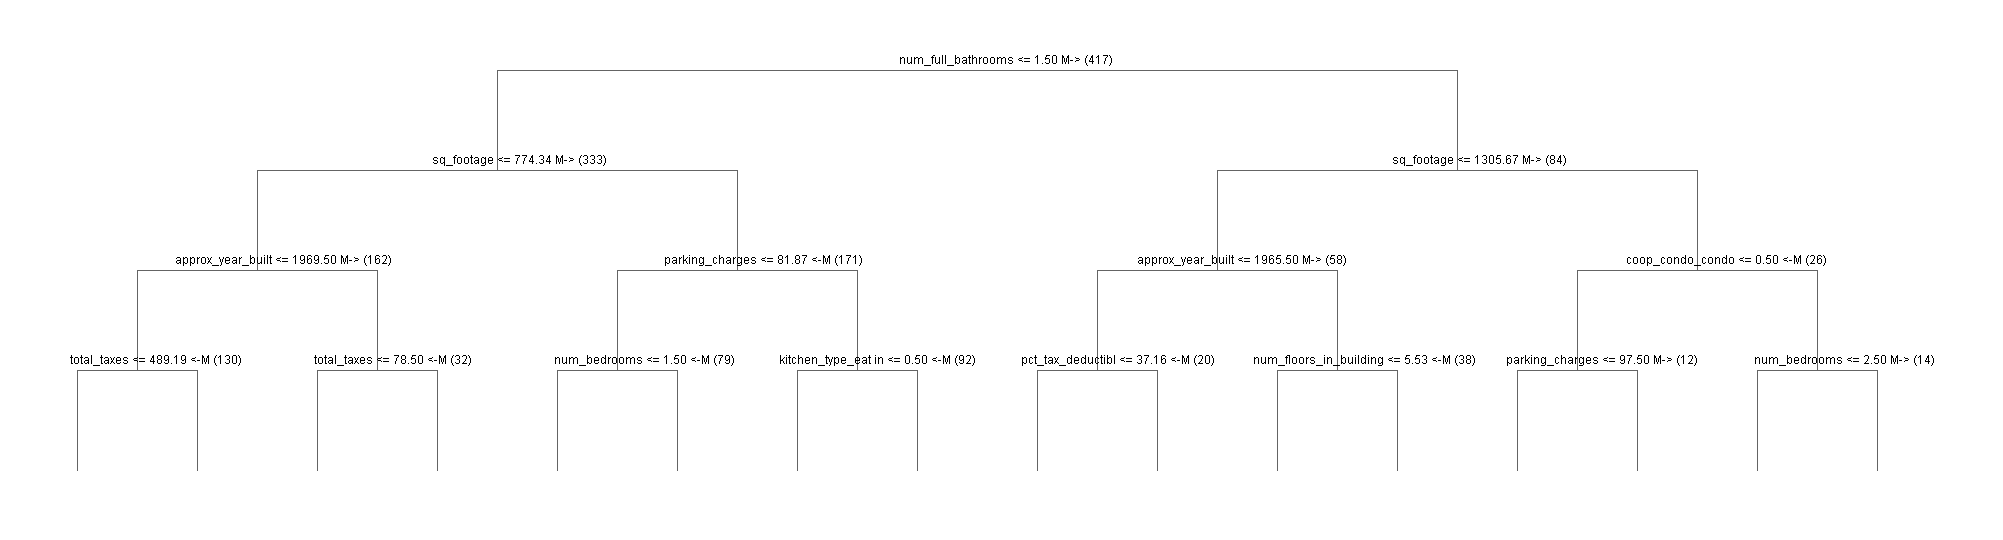 num_full_bathrooms <= 1.50 M-> (417)
sq_footage <= 774.34 M-> (333)
sq_footage <= 1305.67 M-> (84)
approx_year_built <= 1969.50 M-> (162)
parking_charges <= 81.87 <-M (171)
approx_year_built <= 1965.50 M-> (58)
coop_condo_condo <= 0.50 <-M (26)
total_taxes <= 489.19 <-M (130)
total_taxes <= 78.50 <-M (32)
num_bedrooms <= 1.50 <-M (79)
kitchen_type_eat in <= 0.50 <-M (92)
pct_tax_deductibl <= 37.16 <-M (20)
num_floors_in_building <= 5.53 <-M (38)
parking_charges <= 97.50 M-> (12)
num_bedrooms <= 2.50 M-> (14)